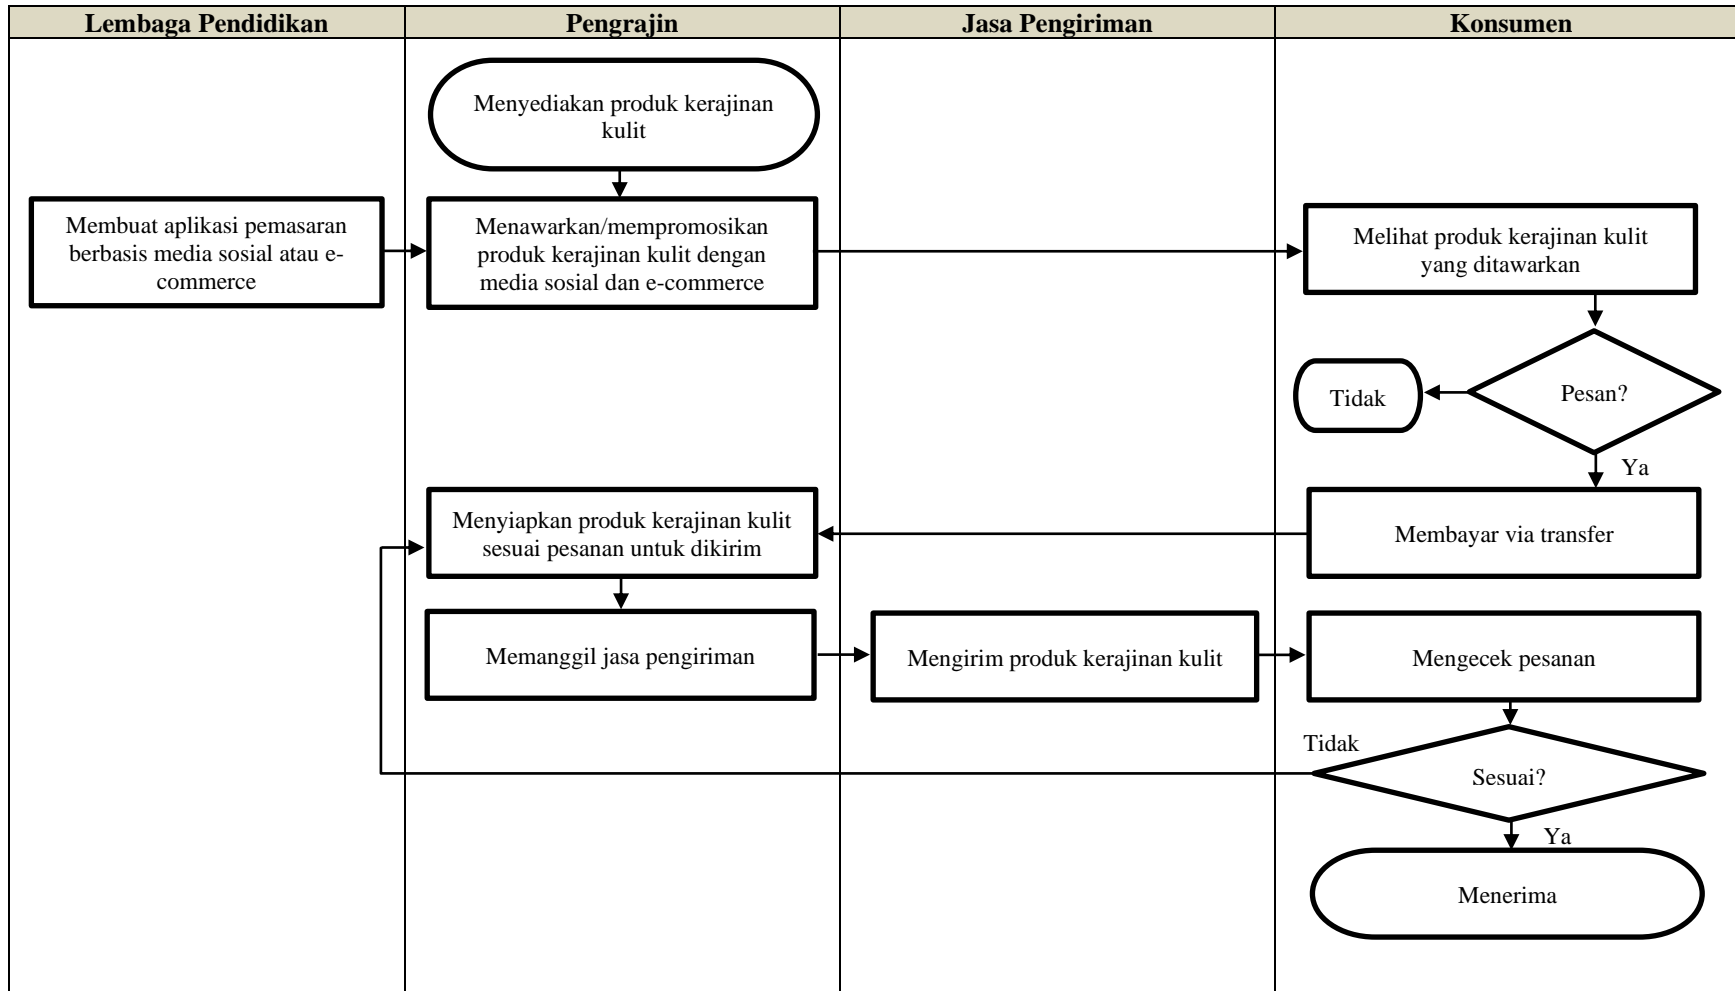 Lembaga Pendidikan
Pengrajin
Jasa Pengiriman
Konsumen
Menyediakan produk kerajinan
kulit
Membuat aplikasi pemasaran
berbasis media sosial atau e-
commerce
Menawarkan/mempromosikan
produk kerajinan kulit dengan
media sosial dan e-commerce
Melihat produk kerajinan kulit
yang ditawarkan
Pesan?
Tidak
Ya
Membayar via transfer
Menyiapkan produk kerajinan kulit
sesuai pesanan untuk dikirim
Memanggil jasa pengiriman
Mengirim produk kerajinan kulit
Mengecek pesanan
Tidak
Sesuai?
Ya
Menerima